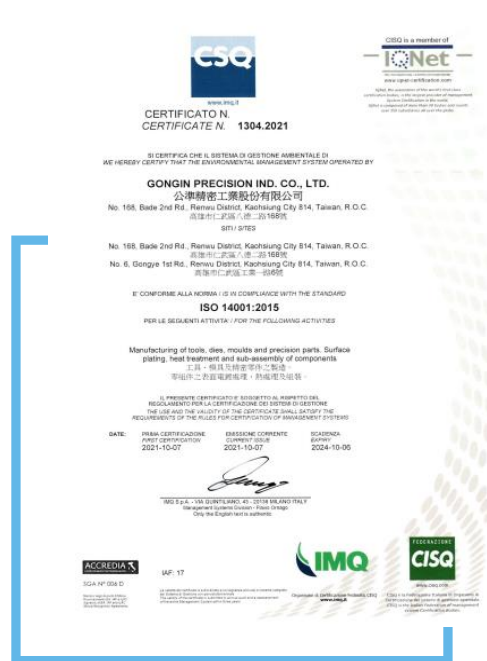 CSQ
www.imq.it
CISQ is a member of
IQNet
www.iqnet-certification.com
CERTIFICATO N.
CERTIFICATE N. 1304.2021
SI CERTIFICA CHE IL SISTEMA DI GESTIONE AMBIENTALE DI
WE HEREBY CERTIFY THAT THE ENVIRONMENTAL MANAGEMENT SYSTEM OPERATED BY
GONGIN PRECISION IND. CO., LTD.
公準精密工業股份有限公司
No. 168, Bade 2nd Rd., Renwu District, Kaohsiung City 814, Taiwan, R.O.C.
高雄市仁武區八德二路168號
SITI / SITES
No. 168, Bade 2nd Rd., Renwu District, Kaohsiung City 814, Taiwan, R.O.C.
高雄市仁武區八德二路168號
No. 6, Gongye 1st Rd., Renwu District, Kaohsiung City 814, Taiwan, R.O.C.
高雄市仁武區工業一路6號
E' CONFORME ALLA NORMA / IS IN COMPLIANCE WITH THE STANDARD
ISO 14001:2015
PER LE SEGUENTI ATTIVITA' / FOR THE FOLLOWING ACTIVITIES
Manufacturing of tools, dies, moulds and precision parts. Surface
plating, heat treatment and sub-assembly of components
工具、模具及精密零件之製造。
零組件之表面電鍍處理、熱處理及組裝。
IL PRESENTE CERTIFICATO E' SOGGETTO AL RISPETTO DEL
REGOLAMENTO PER LA CERTIFICAZIONE DEI SISTEMI DI GESTIONE
THE USE AND THE VALIDITY OF THE CERTIFICATE SHALL SATISFY THE
REQUIREMENTS OF THE RULES FOR CERTIFICATION OF MANAGEMENT SYSTEMS
DATE: PRIMA CERTIFICAZIONE EMISSIONE CORRENTE SCADENZA
FIRST CERTIFICATION CURRENT ISSUE EXPIRY
2021-10-07 2021-10-07 2024-10-06
IMQ S.p.A. - VIA QUINTILIANO, 43 - 20138 MILANO ITALY
Management Systems Division - Flavio Ornago
Only the English text is authentic
ACCREDIA
SGA N° 006 D
IAF: 17
IMQ
www.imq.it
FEDERAZIONE
CISQ
www.cisq.com